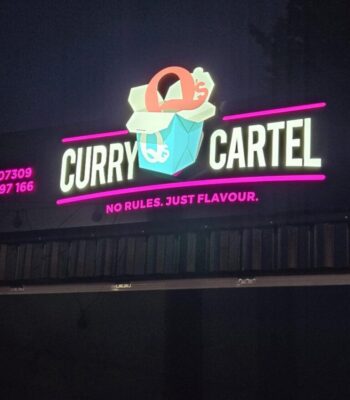 Q's
Q's
CURRY CARTEL
07309
97 166
NO RULES. JUST FLAVOUR.